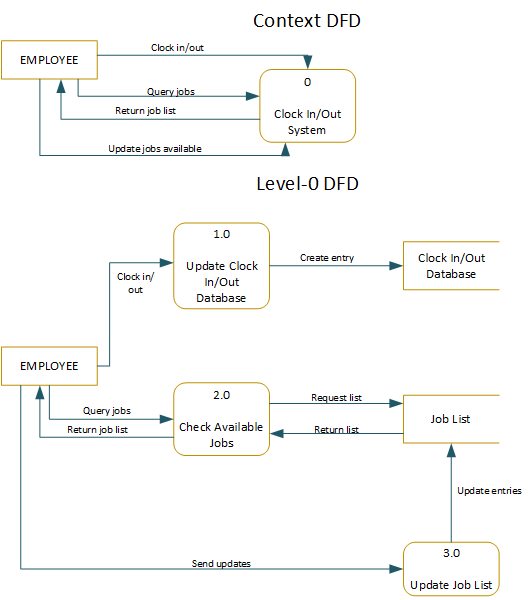 Context DFD
Clock in/out
EMPLOYEE
0
Query jobs
Return job list
Clock In/Out
System
Update jobs available
Level-0 DFD
1.0
Update Clock
In/Out
Database
Create entry
Clock In/Out
Database
Clock in/
out
EMPLOYEE
2.0
Check Available
Jobs
Query jobs
Return job list
Request list
Return list
Job List
Update entries
3.0
Update Job List
Send updates